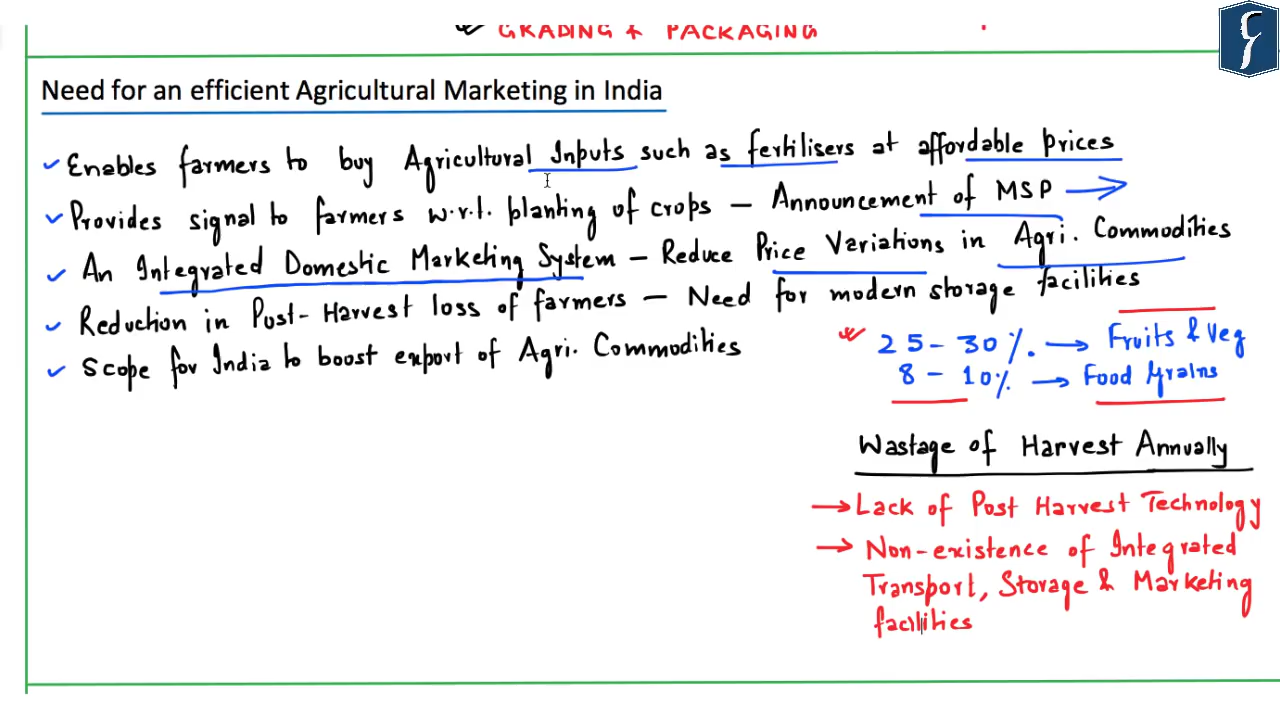 GRADING & PACKAGING
Need for an efficient Agricultural Marketing in India
Enables farmers to buy Agricultural Inputs such as fertilisers at affordable prices
Provides signal to farmers w.r.t. planting of crops – Announcement of MSP →
An Integrated Domestic Marketing System – Reduce Price Variations in Agri. Commodities
Reduction in Post-Harvest loss of farmers – Need for modern storage facilities
Scope for India to boost export of Agri. Commodities
25-30%. → Fruits & Veg
8-10% → Food Grains
Wastage of Harvest Annually
→ Lack of Post Harvest Technology
→ Non-existence of Integrated
Transport, Storage & Marketing
facilities